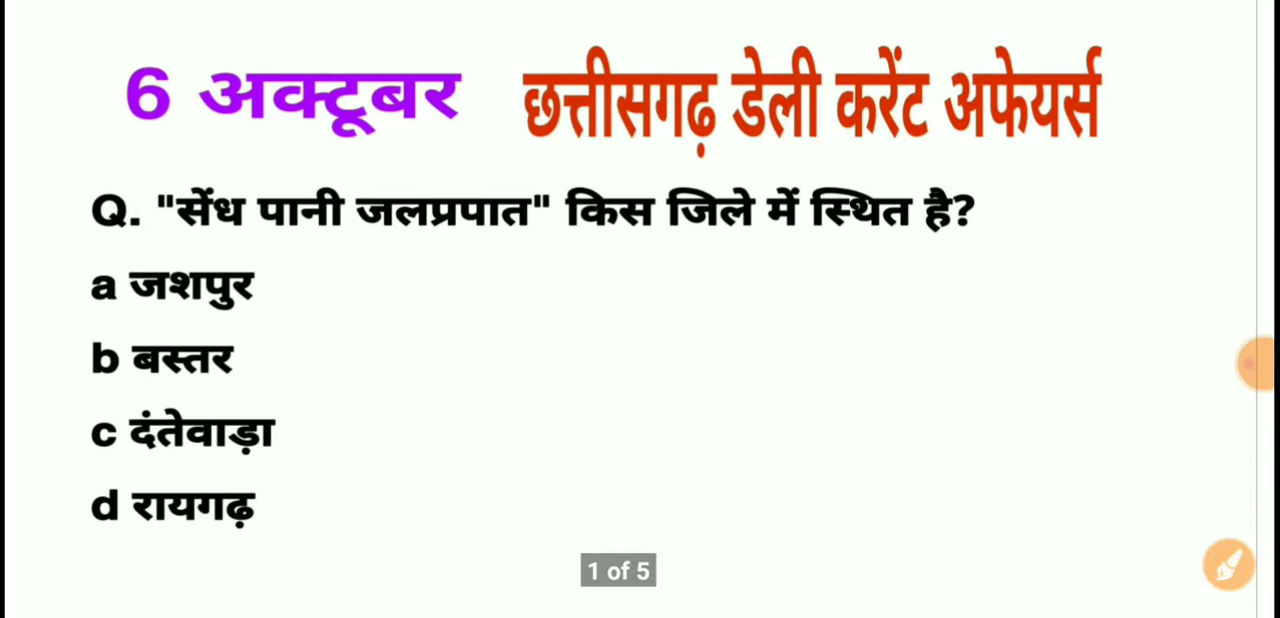 6 अक्टूबर छत्तीसगढ़ डेली करेंट अफेयर्स
Q. "सेंध पानी जलप्रपात" किस जिले में स्थित है?
a जशपुर
b बस्तर
c दंतेवाड़ा
d रायगढ़
1 of 5